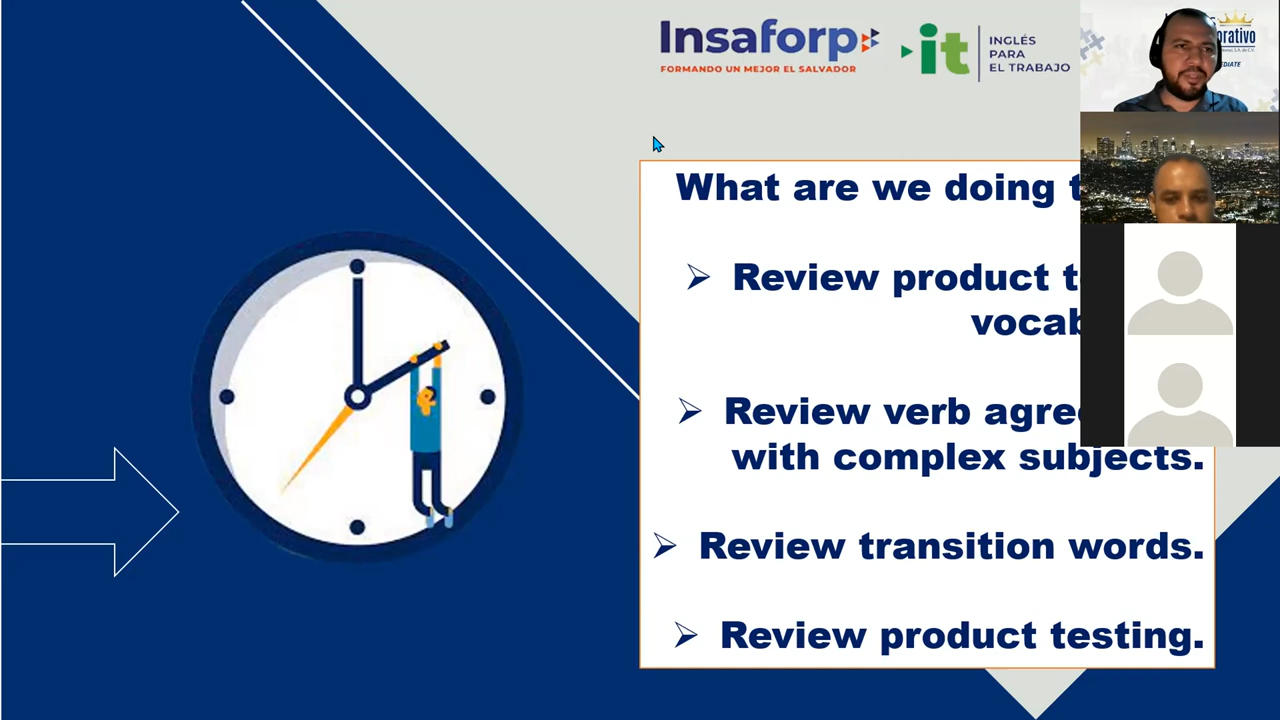 Insaforp
FORMANDO UN MEJOR EL SALVADOR
it
INGLÉS
PARA
EL TRABAJO
orativo
What are we doing
Review product
vocab
Review verb agre
with complex subjects.
Review transition words.
Review product testing.